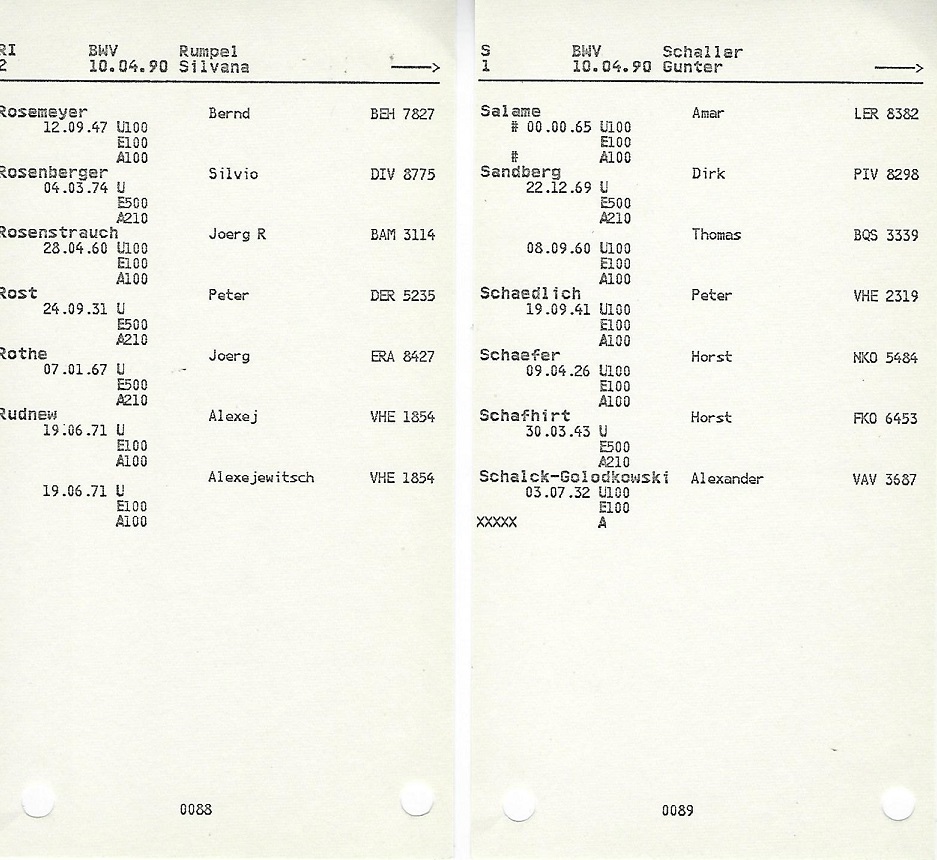 RI BWV Rumpel
2 10.04.90 Silvana ———>
Rosemeyer Bernd BEH 7827
12.09.47 U100
E100
A100
Rosenberger Silvio DIV 8775
04.03.74 U
E500
A210
Rosenstrauch Joerg R BAM 3114
28.04.60 U100
E100
A100
Rost Peter DER 5235
24.09.31 U
E500
A210
Rothe Joerg ERA 8427
07.01.67 U
E500
A210
Rudnew Alexej VHE 1854
19.06.71 U
E100
A100
Alexejewitsch VHE 1854
19.06.71 U
E100
A100
0088
S BWV Schaller
1 10.04.90 Gunter ———>
Salame Amar LER 8382
# 00.00.65 U100
E100
# A100
Sandberg Dirk PIV 8298
22.12.69 U
E500
A210
Thomas BQS 3339
08.09.60 U100
E100
A100
Schaedlich Peter VHE 2319
19.09.41 U100
E100
A100
Schaefer Horst NKO 5484
09.04.26 U100
E100
A100
Schafhirt Horst FKO 6453
30.03.43 U
E500
A210
Schalck-Golodkowski Alexander VAV 3687
03.07.32 U100
E100
XXXXX A
0089